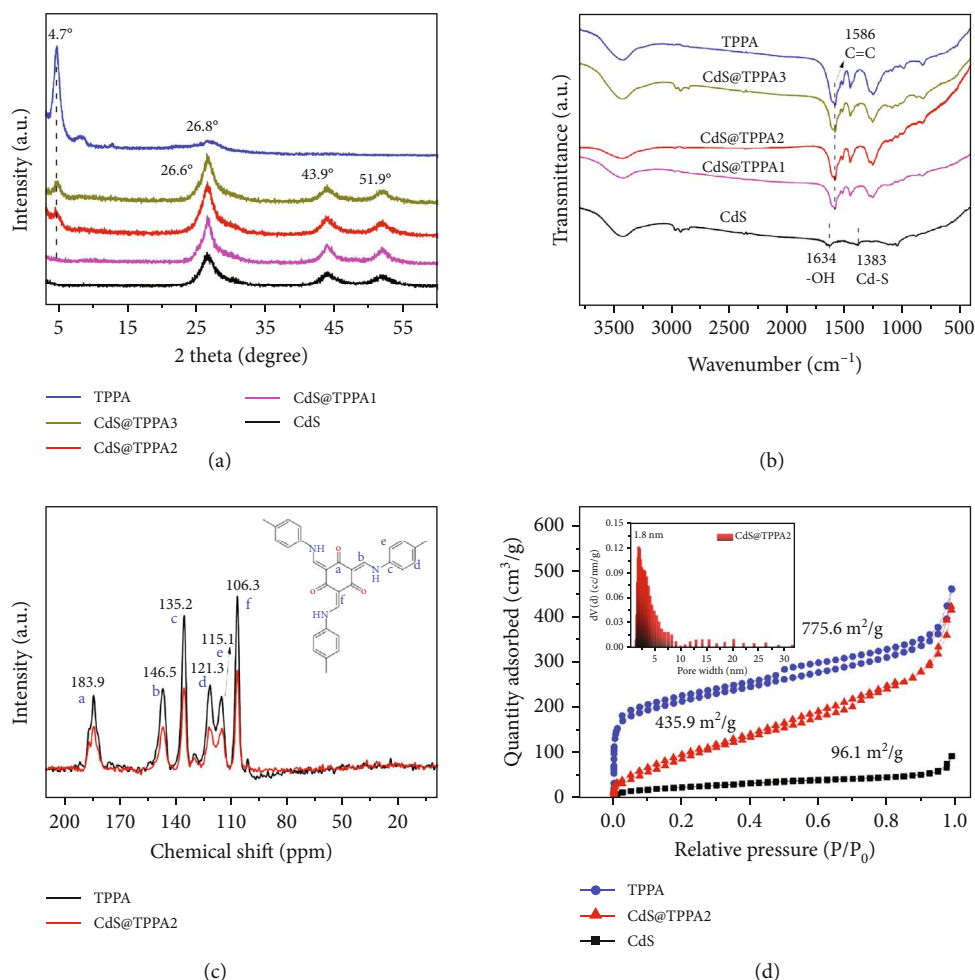 4.7°
26.8°
26.6°
43.9°
51.9°
Intensity (a.u.)
5
15
25
35
45
55
2 theta (degree)
TPPA
CdS@TPPA1
CdS@TPPA3
CdS
CdS@TPPA2
(a)
1586
C=C
TPPA
CdS@TPPA3
CdS@TPPA2
CdS@TPPA1
CdS
1634
-OH
1383
Cd-S
Transmittance (a.u.)
3500
3000
2500
2000
1500
1000
500
Wavenumber (cm⁻¹)
(b)
183.9
a
146.5
b
135.2
c
121.3
d
115.1
e
106.3
f
NH
O
a
b
e
d
c
N
H
O
O
f
NH
Intensity (a.u.)
200
170
140
110
80
50
20
Chemical shift (ppm)
TPPA
CdS@TPPA2
(c)
Quantity adsorbed (cm³/g)
600
500
400
300
200
100
0
0.0
0.2
0.4
0.6
0.8
1.0
Relative pressure (P/P₀)
775.6 m²/g
435.9 m²/g
96.1 m²/g
dV(d) (cc/nm/g)
0.15
0.12
0.09
0.06
0.03
0.00
1.8 nm
CdS@TPPA2
5
10
15
20
25
30
Pore width (nm)
TPPA
CdS@TPPA2
CdS
(d)